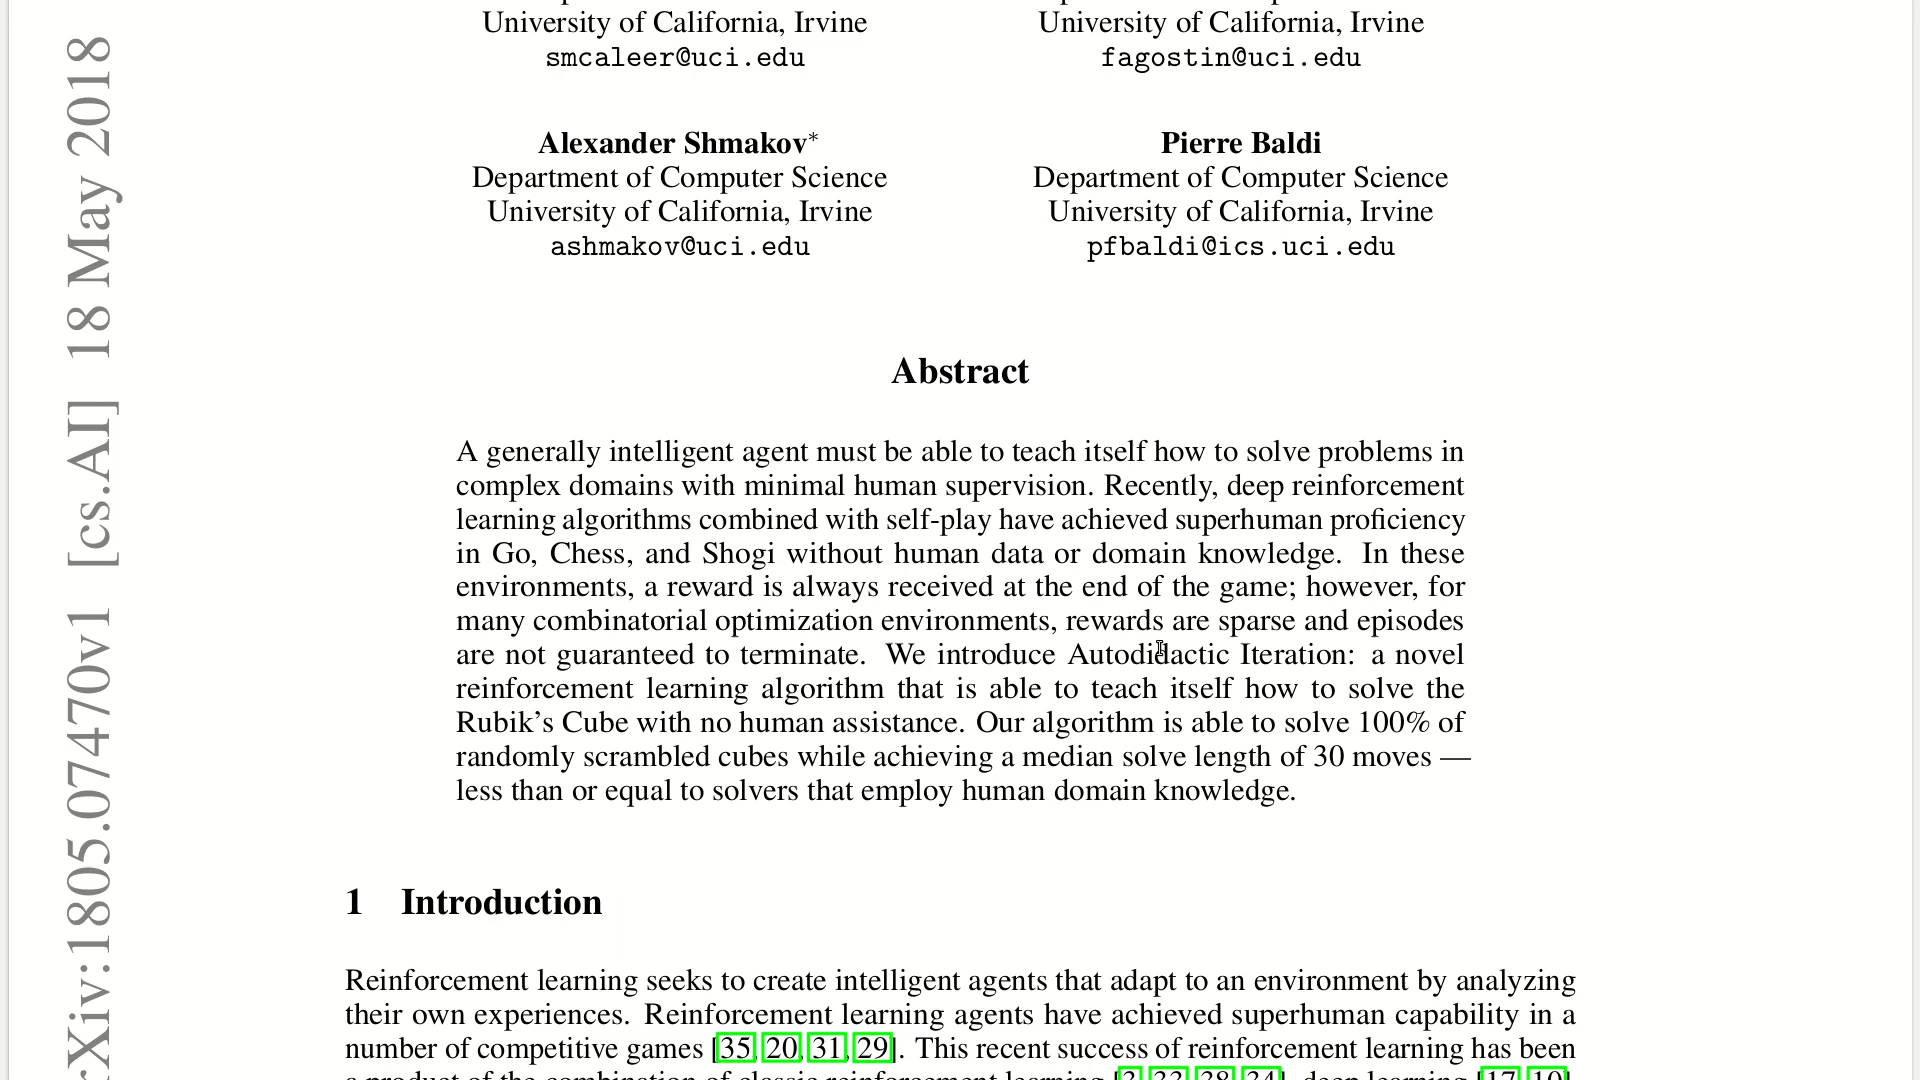 University of California, Irvine
smcaleer@uci.edu
University of California, Irvine
fagostin@uci.edu
Alexander Shmakov*
Department of Computer Science
University of California, Irvine
ashmakov@uci.edu
Pierre Baldi
Department of Computer Science
University of California, Irvine
pfbaldi@ics.uci.edu
Xiv:1805.07470v1 [cs.AI] 18 May 2018
Abstract
A generally intelligent agent must be able to teach itself how to solve problems in
complex domains with minimal human supervision. Recently, deep reinforcement
learning algorithms combined with self-play have achieved superhuman proficiency
in Go, Chess, and Shogi without human data or domain knowledge. In these
environments, a reward is always received at the end of the game; however, for
many combinatorial optimization environments, rewards are sparse and episodes
are not guaranteed to terminate. We introduce Autodidactic Iteration: a novel
reinforcement learning algorithm that is able to teach itself how to solve the
Rubik's Cube with no human assistance. Our algorithm is able to solve 100% of
randomly scrambled cubes while achieving a median solve length of 30 moves —
less than or equal to solvers that employ human domain knowledge.
1 Introduction
Reinforcement learning seeks to create intelligent agents that adapt to an environment by analyzing
their own experiences. Reinforcement learning agents have achieved superhuman capability in a
number of competitive games [35, 20, 31, 29]. This recent success of reinforcement learning has been
a product of the combination of classic reinforcement learning deep learning